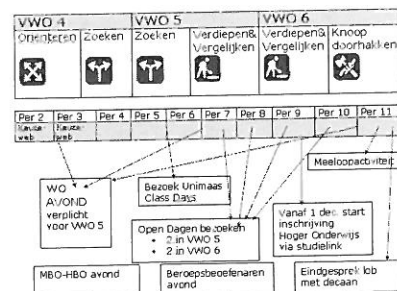 VWO 4 VWO 5 VWO 6
Orienteren Zoeken Zoeken Verdiepen& Vergelijken Verdiepen& Vergelijken Knoop doorhakken
Per 2 Per 3 Per 4 Per 5 Per 6 Per 7 Per 8 Per 9 Per 10 Per 11
Keuze-
web
Keuze-
web
Meeloopactiviteit
WO
AVOND
verplicht
voor VWO 5
Bezoek Unimaas
Class Days
Open Dagen bezoeken
• 2 in VWO 5
• 2 in VWO 6
Vanaf 1 dec. start
inschrijving
Hoger Onderwijs
via studielink
MBO-HBO avond
Beroepsbeoefenaren
avond
Eindgesprek lob
met decaan